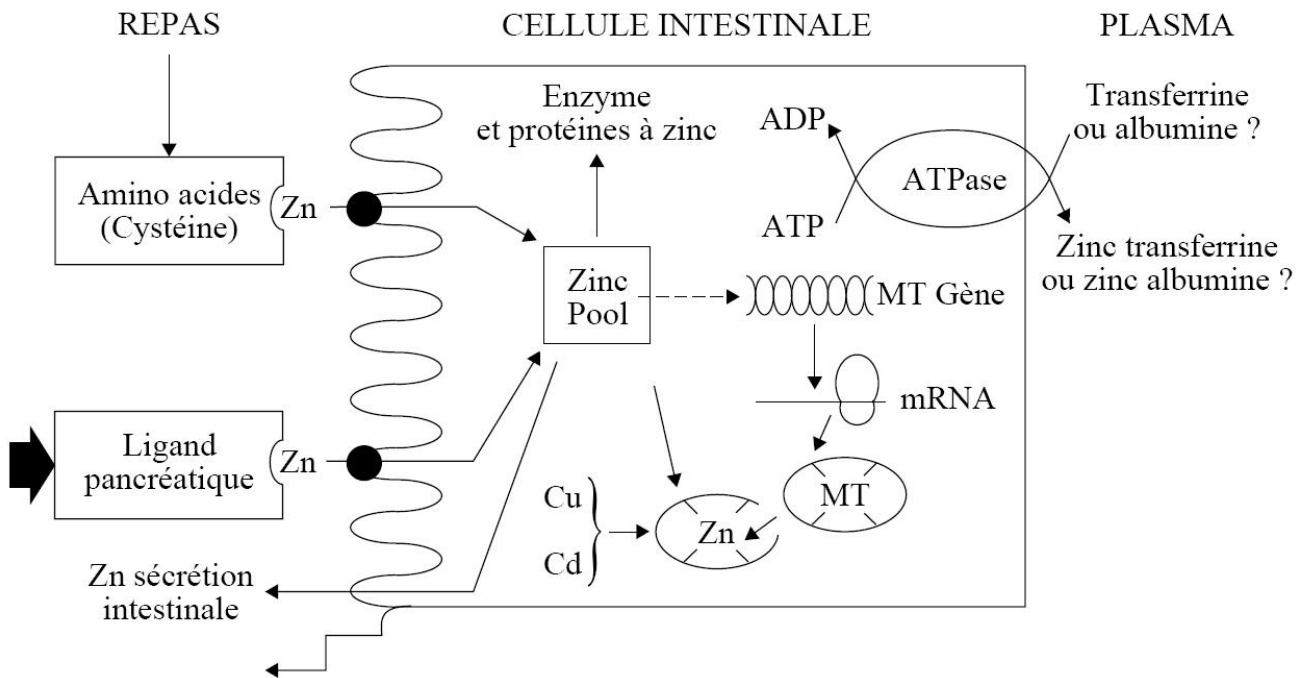 REPAS
CELLULE INTESTINALE
PLASMA
Amino acides
(Cystéine)
Zn
Enzyme
et protéines à zinc
ADP
ATPase
ATP
Transferrine
ou albumine ?
Zinc transferrine
ou zinc albumine ?
Zinc
Pool
MT Gène
mRNA
Ligand
pancréatique
Zn
MT
Cu
Cd
Zn
Zn sécrétion
intestinale